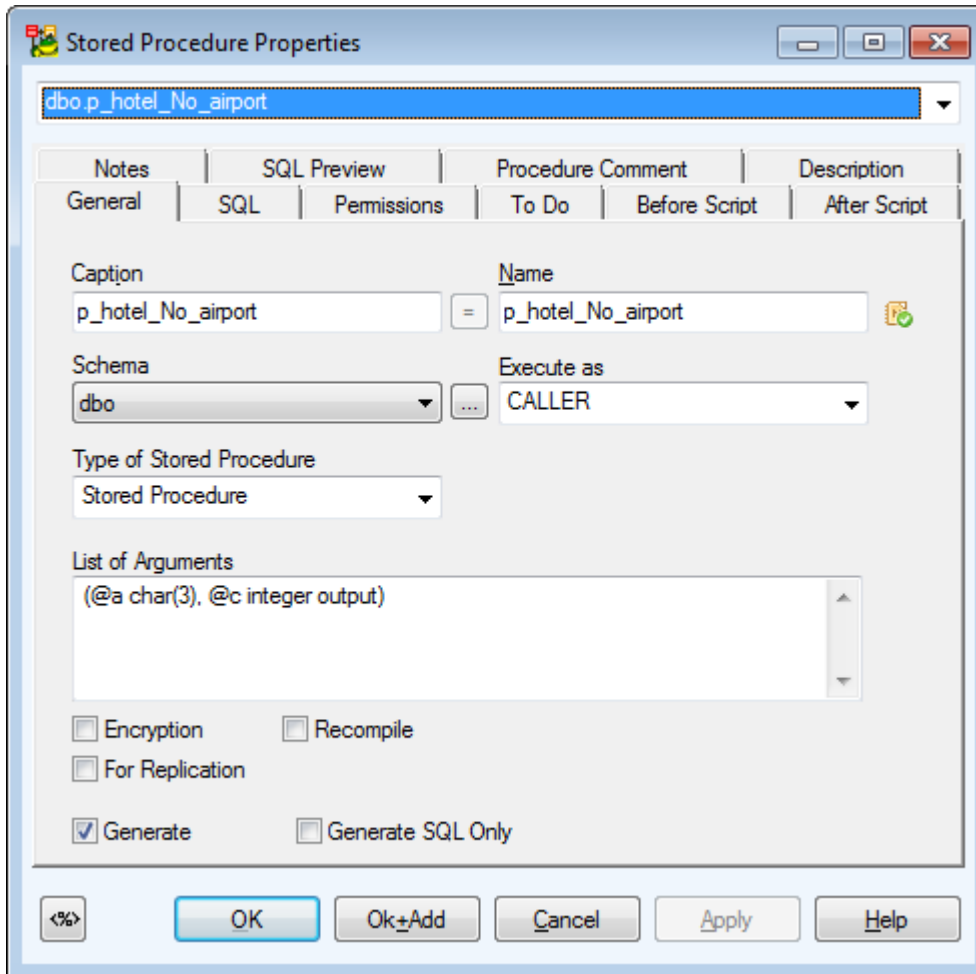 Stored Procedure Properties
dbo.p_hotel_No_airport
Notes SQL Preview Procedure Comment Description
General SQL Permissions To Do Before Script After Script
Caption Name
p_hotel_No_airport = p_hotel_No_airport
Schema Execute as
dbo ... CALLER
Type of Stored Procedure
Stored Procedure
List of Arguments
(@a char(3), @c integer output)
Encryption Recompile
For Replication
Generate Generate SQL Only
<%> OK Ok+Add Cancel Apply Help